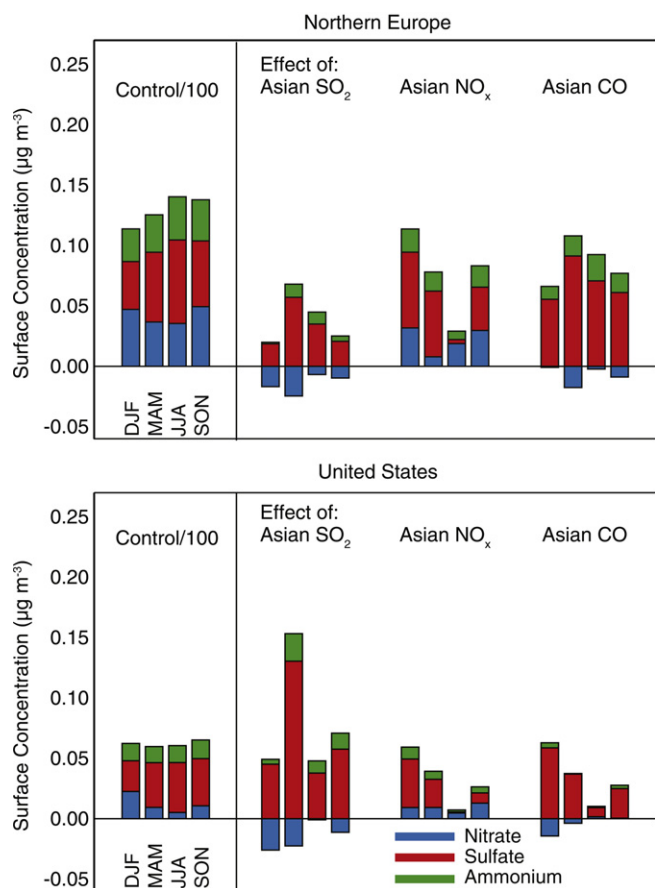 Northern Europe
0.25
0.20
0.15
0.10
0.05
0.00
-0.05
Surface Concentration (µg m⁻³)
Control/100
Effect of:
Asian SO₂
Asian NOₓ
Asian CO
DJF
MAM
JJA
SON
United States
0.25
0.20
0.15
0.10
0.05
0.00
-0.05
Surface Concentration (µg m⁻³)
Control/100
Effect of:
Asian SO₂
Asian NOₓ
Asian CO
DJF
MAM
JJA
SON
Nitrate
Sulfate
Ammonium